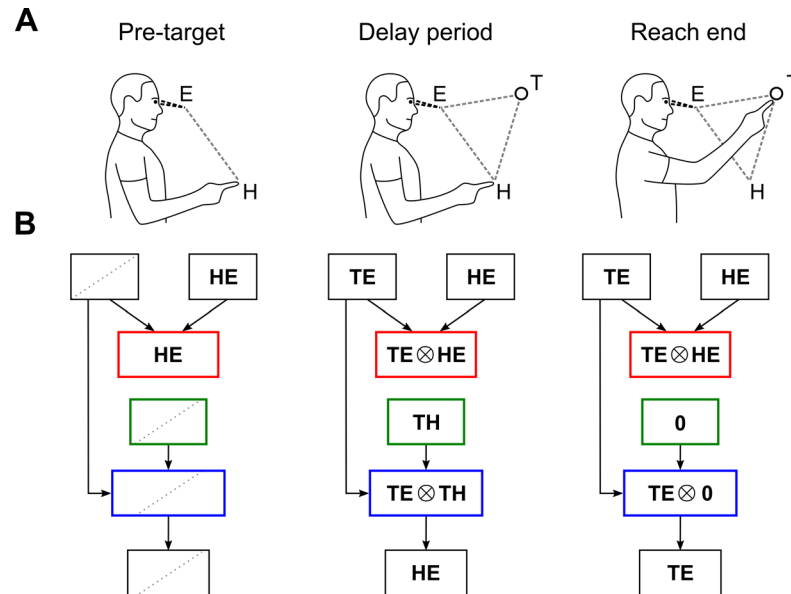 A
Pre-target
Delay period
Reach end
E
H
E
T
H
E
T
H
B
HE
TE
HE
TE
HE
HE
TE⊗HE
TE⊗HE
TH
0
TE⊗TH
TE⊗0
HE
TE